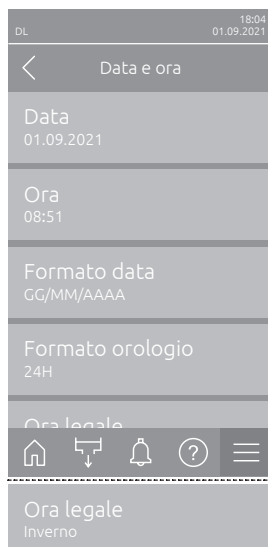 18:04
DL
01.09.2021
Data e ora
Data
01.09.2021
Ora
08:51
Formato data
GG/MM/AAAA
Formato orologio
24H
Ora legale
?
Ora legale
Inverno